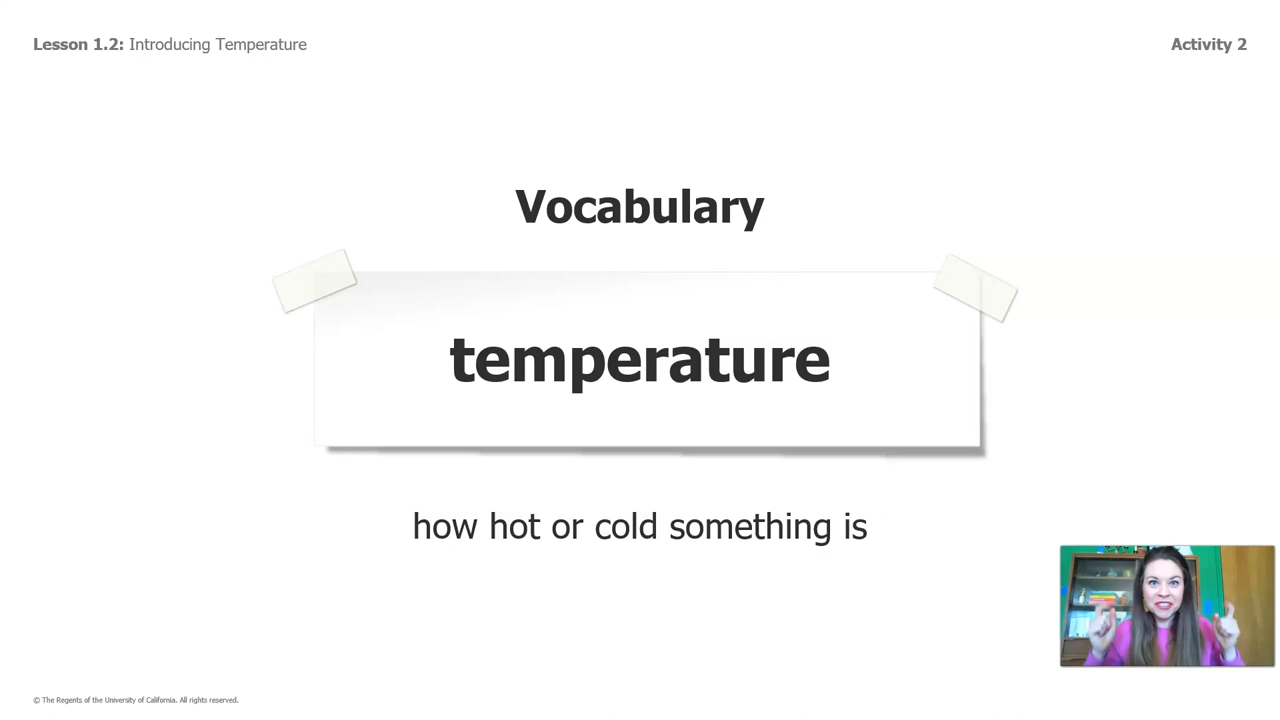 Lesson 1.2: Introducing Temperature
Activity 2
Vocabulary
temperature
how hot or cold something is
© The Regents of the University of California. All rights reserved.